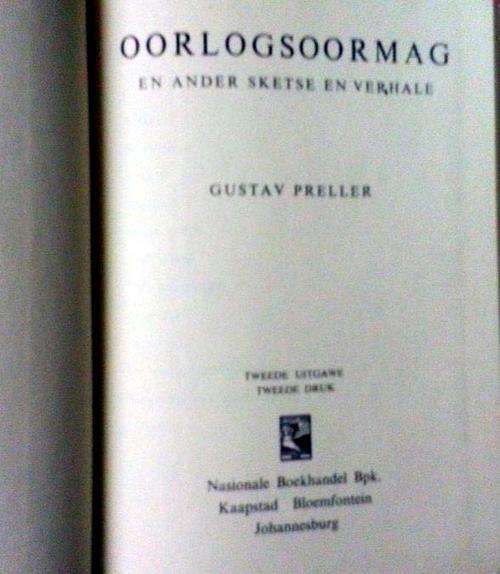 OORLOGSOORMAG
EN ANDER SKETSE EN VERHALE
GUSTAV PRELLER
TWEEDE UITGAWE
TWEEDE DRUK
Nasionale Boekhandel Bpk.
Kaapstad Bloemfontein
Johannesburg